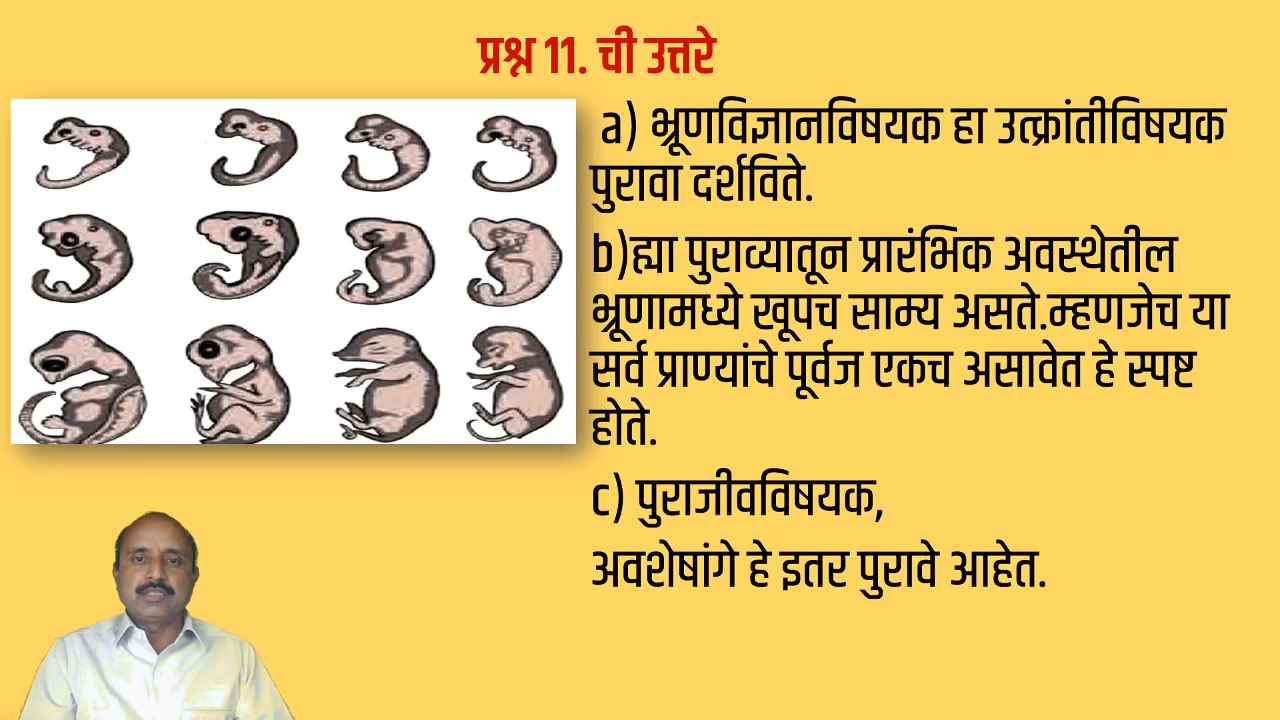 प्रश्न 11. ची उत्तरे
a) भ्रूणविज्ञानविषयक हा उत्क्रांतीविषयक
पुरावा दर्शविते.
b)ह्या पुराव्यातून प्रारंभिक अवस्थेतील
भ्रूणामध्ये खूपच साम्य असते.म्हणजेच या
सर्व प्राण्यांचे पूर्वज एकच असावेत हे स्पष्ट
होते.
c) पुराजीवविषयक,
अवशेषांगे हे इतर पुरावे आहेत.